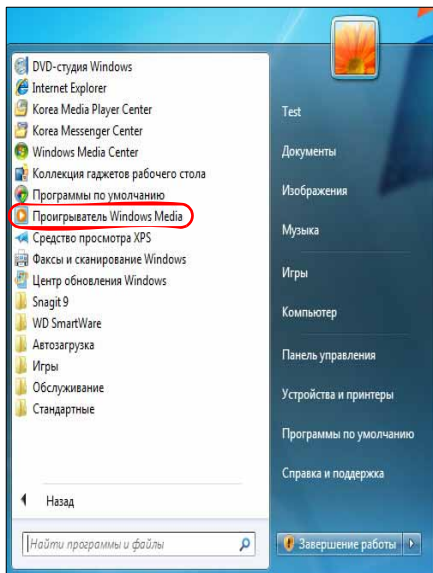 DVD-студия Windows
Internet Explorer
Korea Media Player Center
Korea Messenger Center
Windows Media Center
Коллекция гаджетов рабочего стола
Программы по умолчанию
Проигрыватель Windows Media
Средство просмотра XPS
Факсы и сканирование Windows
Центр обновления Windows
Snagit 9
WD SmartWare
Автозагрузка
Игры
Обслуживание
Стандартные
Назад
Найти программы и файлы
Test
Документы
Изображения
Музыка
Игры
Компьютер
Панель управления
Устройства и принтеры
Программы по умолчанию
Справка и поддержка
Завершение работы